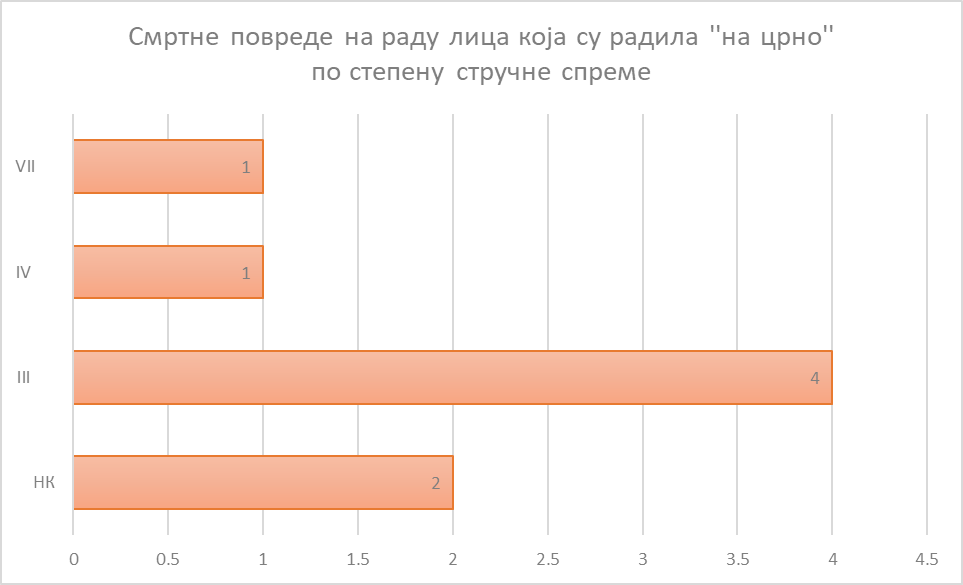 Смртне повреде на раду лица која су радила "на црно"
по степену стручне спреме
VII
1
IV
1
III
4
НК
2
0 0.5 1 1.5 2 2.5 3 3.5 4 4.5